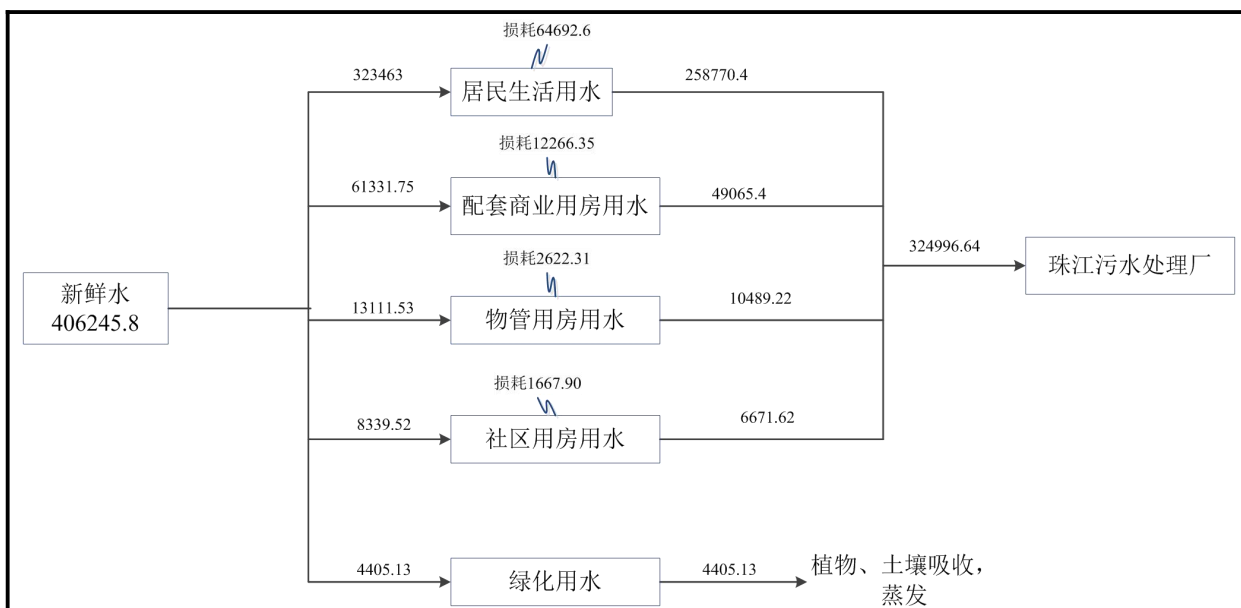 损耗64692.6
323463
居民生活用水
258770.4
损耗12266.35
61331.75
配套商业用房用水
49065.4
324996.64
珠江污水处理厂
新鲜水
406245.8
损耗2622.31
13111.53
物管用房用水
10489.22
损耗1667.90
8339.52
社区用房用水
6671.62
4405.13
绿化用水
4405.13
植物、土壤吸收，
蒸发